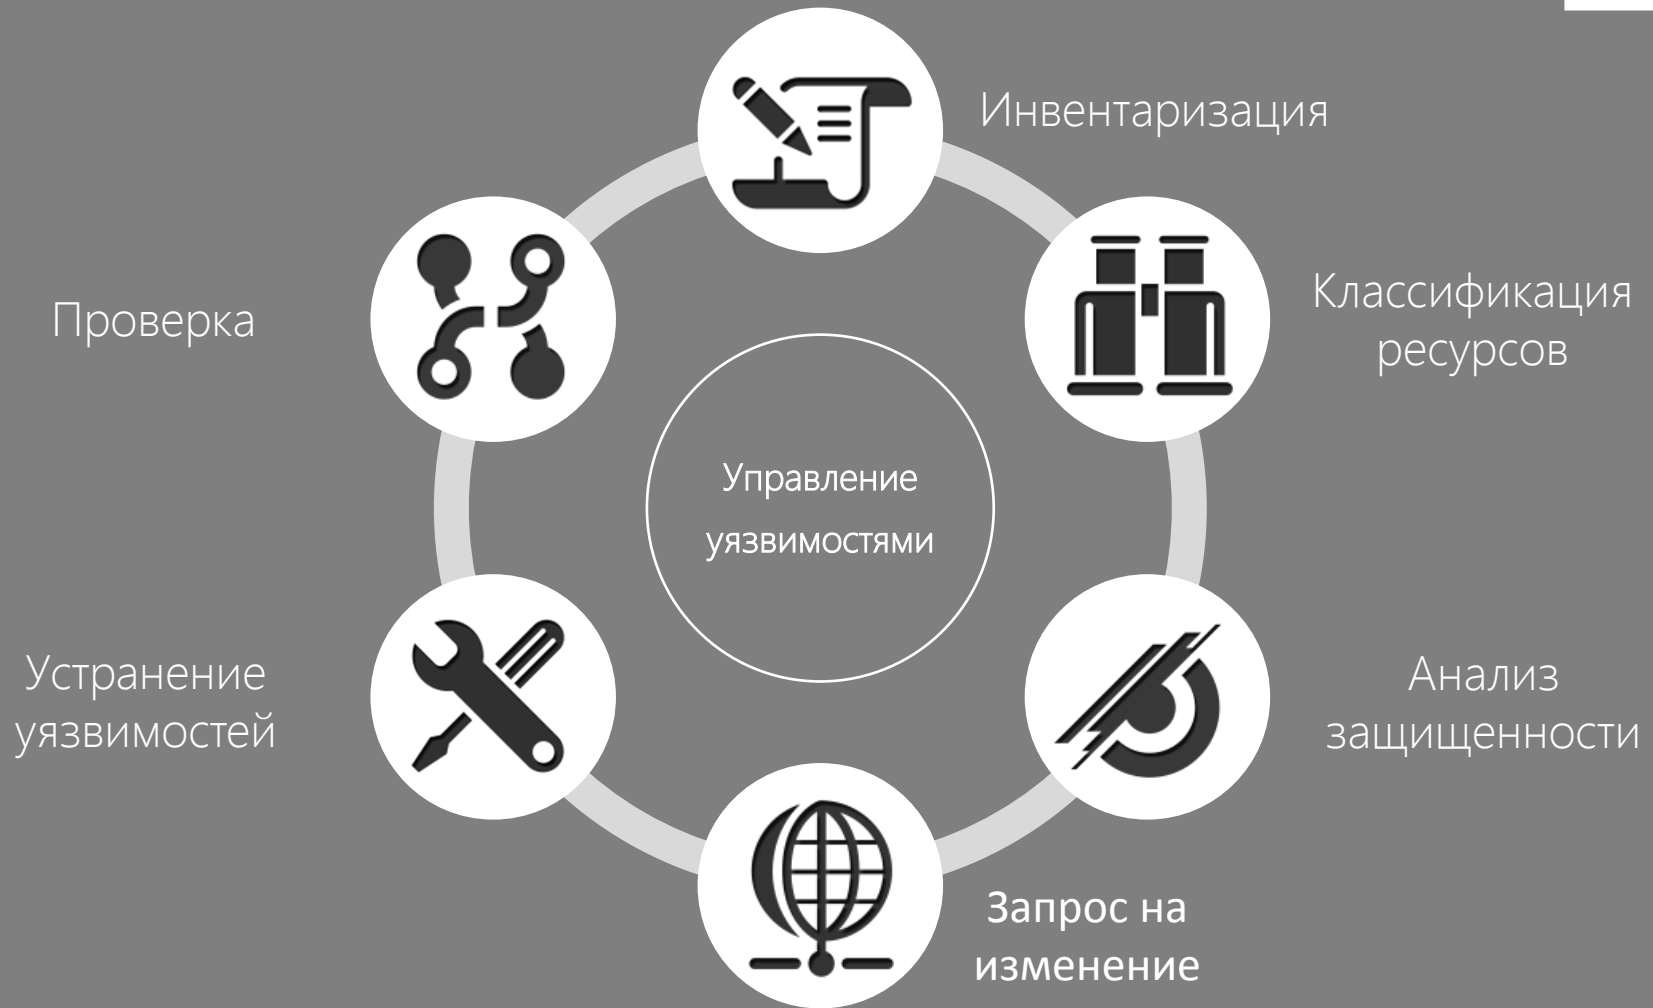 Инвентаризация
Классификация
ресурсов
Анализ
защищенности
Запрос на
изменение
Устранение
уязвимостей
Проверка
Управление
уязвимостями